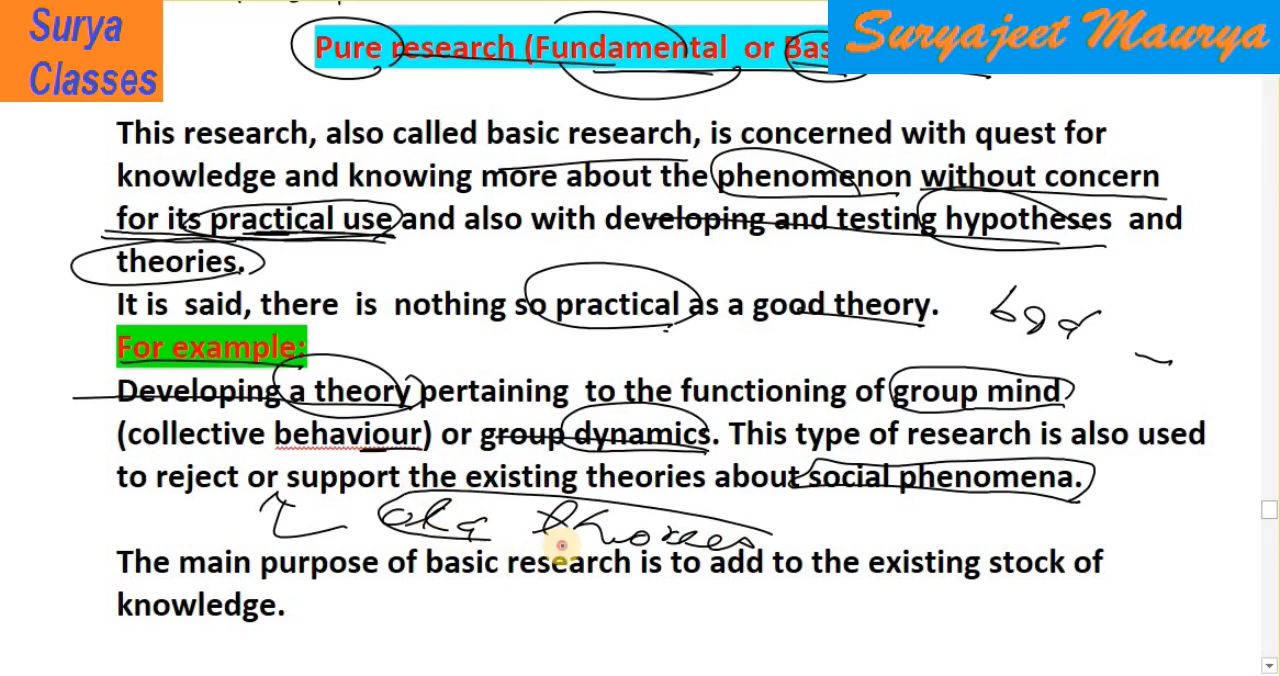 Surya
Classes
Suryajeet Maurya
Pure research (Fundamental or Bas
This research, also called basic research, is concerned with quest for
knowledge and knowing more about the phenomenon without concern
for its practical use and also with developing and testing hypotheses and
theories.
It is said, there is nothing so practical as a good theory.
For example:
Developing a theory pertaining to the functioning of group mind
(collective behaviour) or group dynamics. This type of research is also used
to reject or support the existing theories about social phenomena.
The main purpose of basic research is to add to the existing stock of
knowledge.